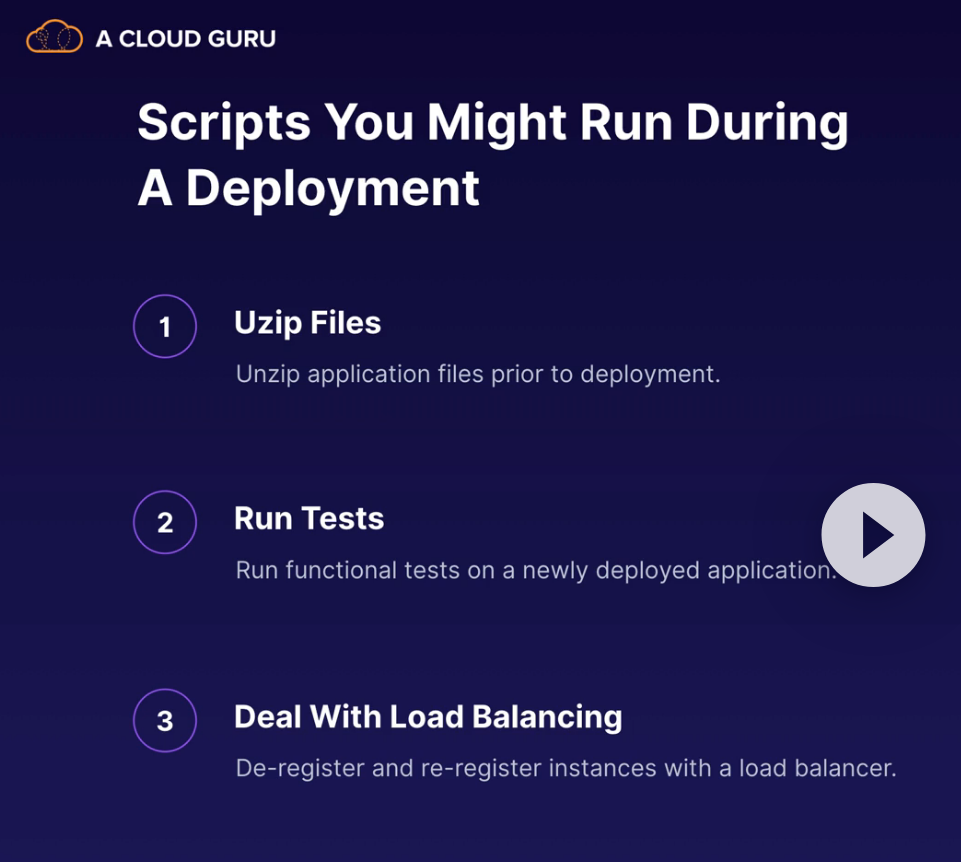 A CLOUD GURU
Scripts You Might Run During
A Deployment
1
Uzip Files
Unzip application files prior to deployment.
2
Run Tests
Run functional tests on a newly deployed application.
3
Deal With Load Balancing
De-register and re-register instances with a load balancer.